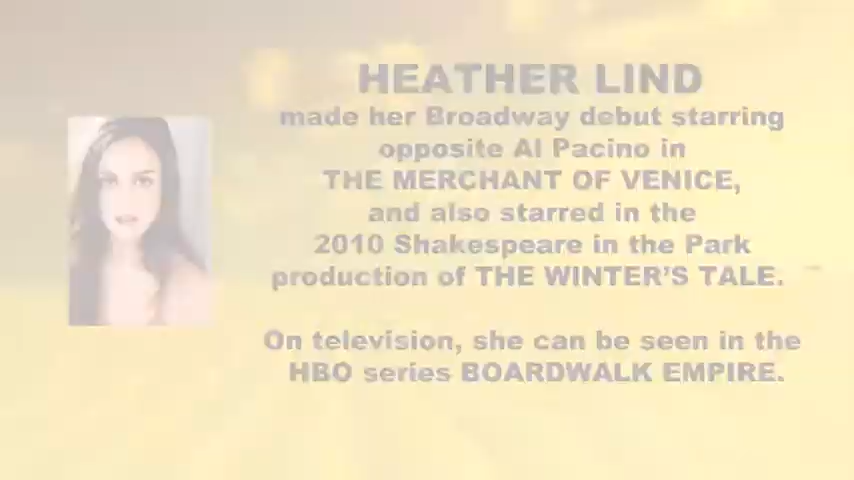 HEATHER LIND
made her Broadway debut starring
opposite Al Pacino in
THE MERCHANT OF VENICE,
and also starred in the
2010 Shakespeare in the Park
production of THE WINTER'S TALE.
On television, she can be seen in the
HBO series BOARDWALK EMPIRE.